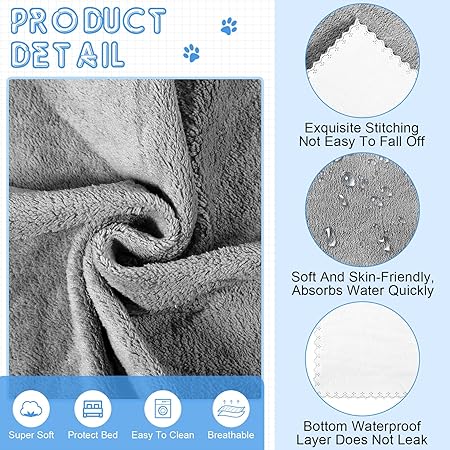 PRODUCT
DETAIL
Exquisite Stitching
Not Easy To Fall Off
Soft And Skin-Friendly,
Absorbs Water Quickly
Bottom Waterproof
Layer Does Not Leak
Super Soft
Protect Bed
Easy To Clean
Breathable